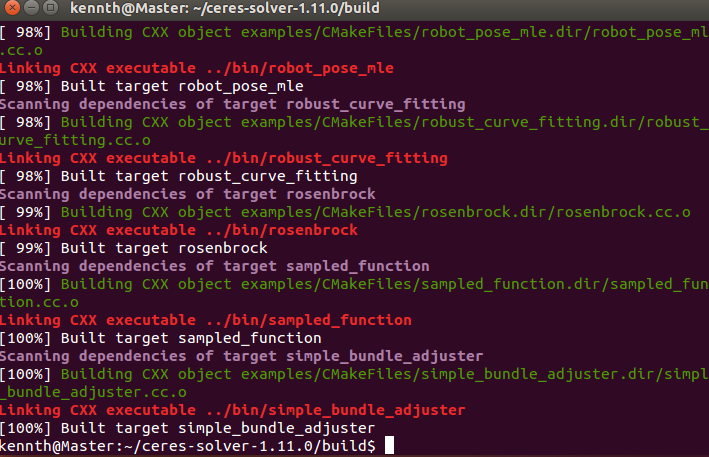 kennth@Master: ~/ceres-solver-1.11.0/build
[ 98%] Building CXX object examples/CMakeFiles/robot_pose_mle.dir/robot_pose_ml
.cc.o
Linking CXX executable ../bin/robot_pose_mle
[ 98%] Built target robot_pose_mle
Scanning dependencies of target robust_curve_fitting
[ 98%] Building CXX object examples/CMakeFiles/robust_curve_fitting.dir/robust_
urve_fitting.cc.o
Linking CXX executable ../bin/robust_curve_fitting
[ 98%] Built target robust_curve_fitting
Scanning dependencies of target rosenbrock
[ 99%] Building CXX object examples/CMakeFiles/rosenbrock.dir/rosenbrock.cc.o
Linking CXX executable ../bin/rosenbrock
[ 99%] Built target rosenbrock
Scanning dependencies of target sampled_function
[100%] Building CXX object examples/CMakeFiles/sampled_function.dir/sampled_fun
tion.cc.o
Linking CXX executable ../bin/sampled_function
[100%] Built target sampled_function
Scanning dependencies of target simple_bundle_adjuster
[100%] Building CXX object examples/CMakeFiles/simple_bundle_adjuster.dir/simpl
_bundle_adjuster.cc.o
Linking CXX executable ../bin/simple_bundle_adjuster
[100%] Built target simple_bundle_adjuster
kennth@Master:~/ceres-solver-1.11.0/build$